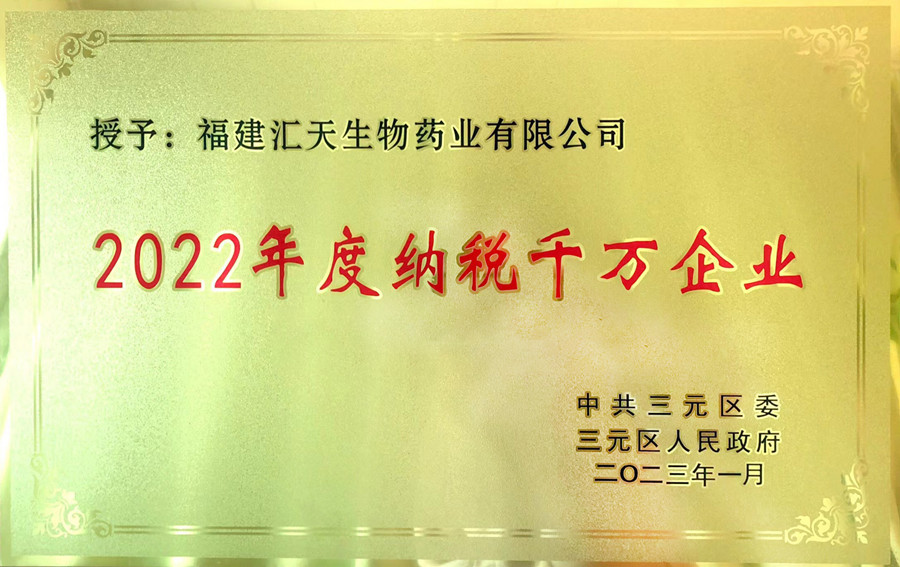 授予：福建汇天生物药业有限公司
2022年度纳税千万企业
中共三元区委
三元区人民政府
二〇二三年一月